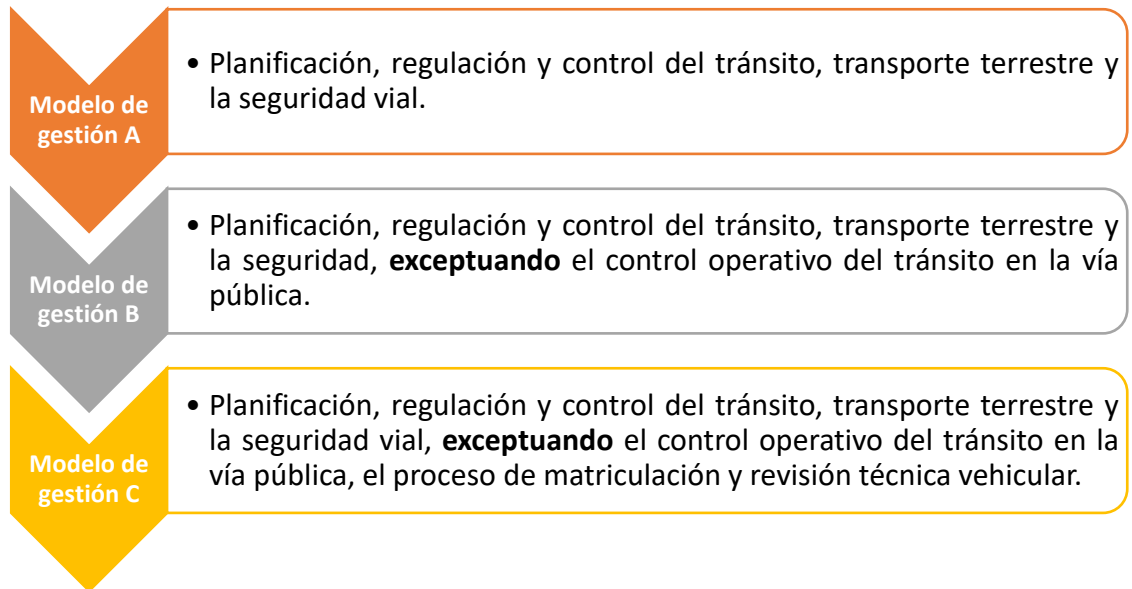 Modelo de
gestión A
• Planificación, regulación y control del tránsito, transporte terrestre y
la seguridad vial.
Modelo de
gestión B
• Planificación, regulación y control del tránsito, transporte terrestre y
la seguridad, exceptuando el control operativo del tránsito en la vía
pública.
Modelo de
gestión C
• Planificación, regulación y control del tránsito, transporte terrestre y
la seguridad vial, exceptuando el control operativo del tránsito en la
vía pública, el proceso de matriculación y revisión técnica vehicular.